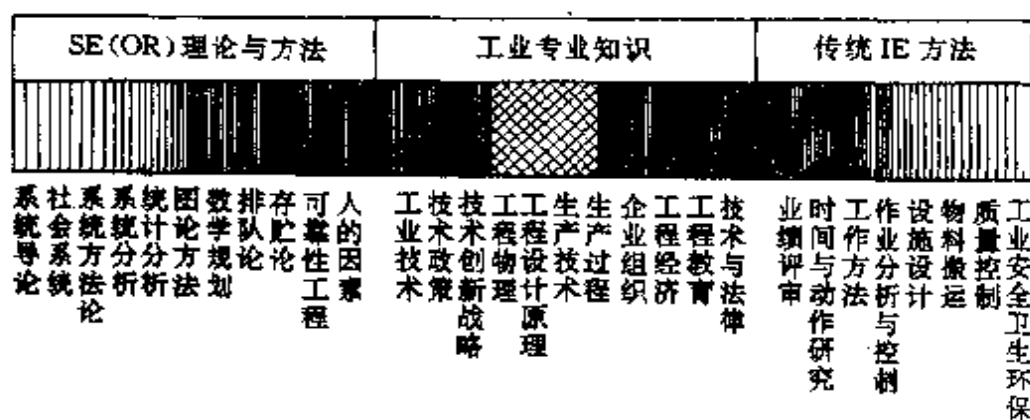 SE(OR)理论与方法
工业专业知识
传统 IE 方法
系统导论
社会系统
系统方法论
系统分析
统计分析
图论方法
数学规划
排队论
存贮论
可靠性工程
人的因素
工业技术
技术政策
技术创新战略
工程物理
工程设计原理
生产技术
生产过程
企业组织
工程经济
工程教育
技术与法律
业绩评审
时间与动作研究
工作方法
作业分析与控制
设施设计
物料搬运
质量控制
工业安全卫生环保